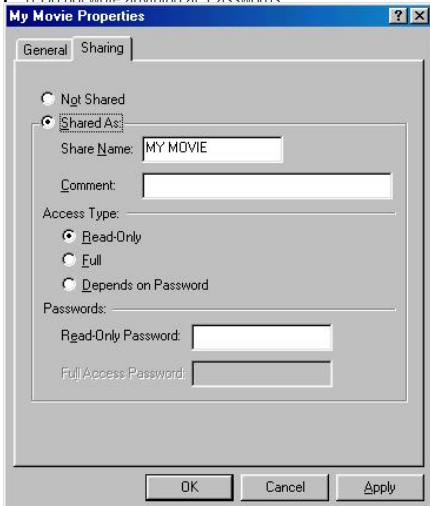 My Movie Properties
General Sharing
Not Shared
Shared As:
Share Name: MY MOVIE
Comment:
Access Type:
Read-Only
Full
Depends on Password
Passwords:
Read-Only Password:
Full Access Password:
OK Cancel Apply